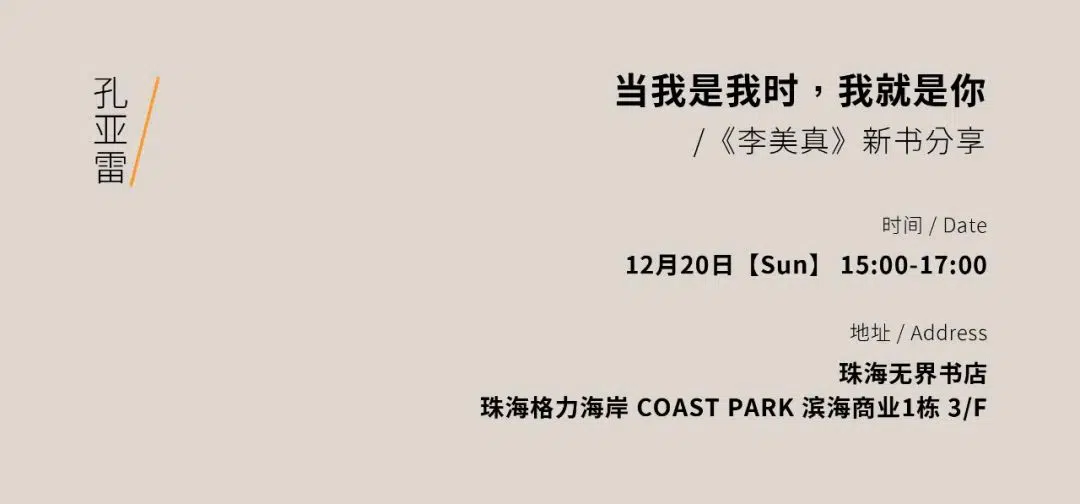 孔亚雷
当我是我时，我就是你
/《李美真》新书分享
时间 / Date
12月20日【Sun】 15:00-17:00
地址 / Address
珠海无界书店
珠海格力海岸 COAST PARK 滨海商业1栋 3/F